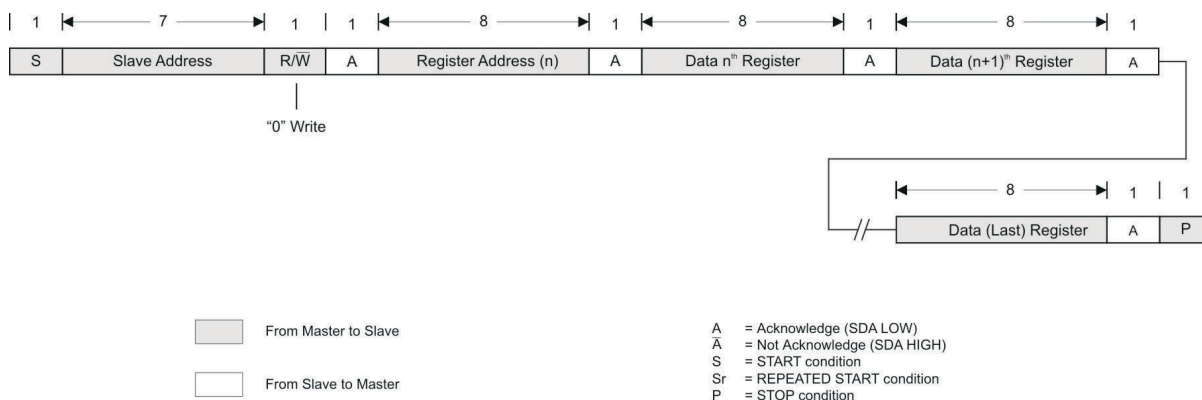 1 7 1 1 8 1 8 1 8 1
S Slave Address R/W̅ A Register Address (n) A Data nᵗʰ Register A Data (n+1)ᵗʰ Register A
“0” Write
8 1 1
Data (Last) Register A P
From Master to Slave
From Slave to Master
A = Acknowledge (SDA LOW)
A̅ = Not Acknowledge (SDA HIGH)
S = START condition
Sr = REPEATED START condition
P = STOP condition